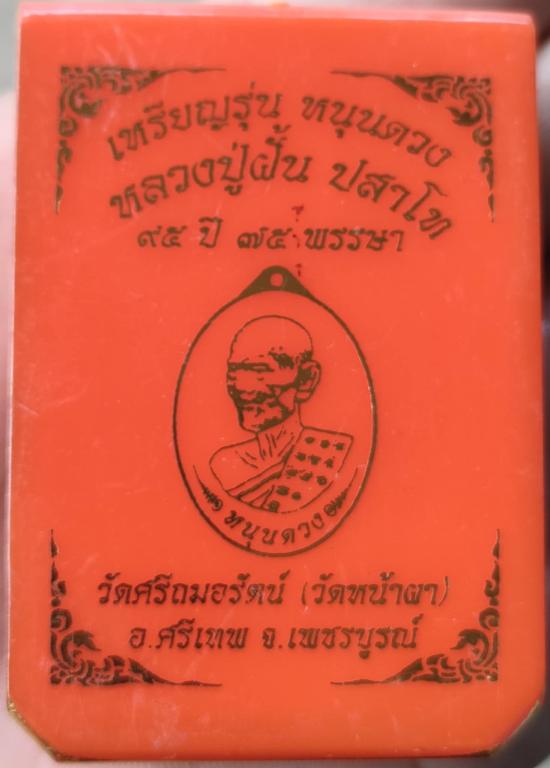 เหรียญรุ่น หนุนดวง
หลวงปู่ฝั้น ปสาโท
๙๕ ปี ๗๕ พรรษา
หนุนดวง
วัดศรีถมอรัตน์ (วัดหน้าผา)
อ.ศรีเทพ จ.เพชรบูรณ์